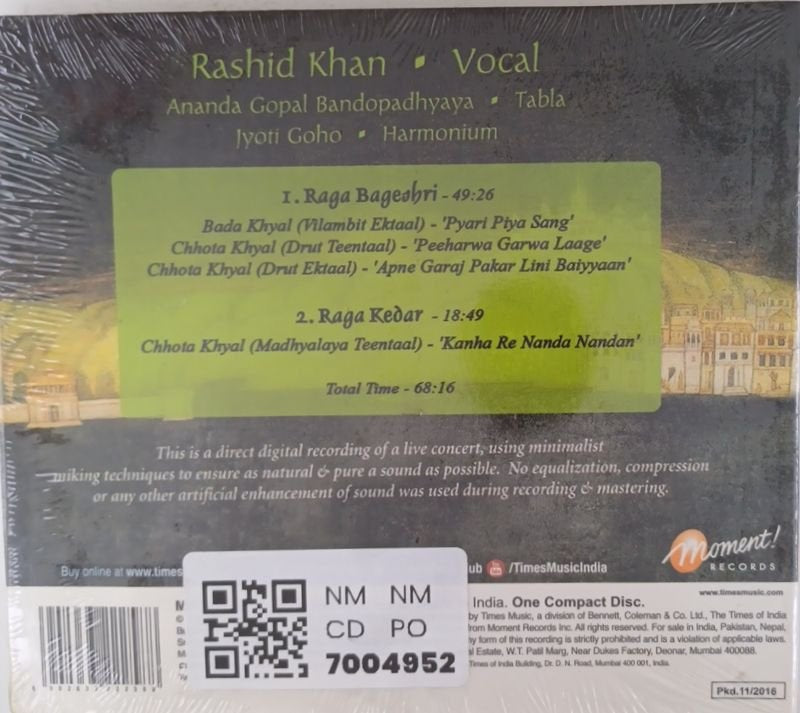 Rashid Khan • Vocal
Ananda Gopal Bandopadhyaya • Tabla
Jyoti Goho • Harmonium
1. Raga Bageshri - 49:26
Bada Khyal (Vilambit Ektaal) - 'Pyari Piya Sang'
Chhota Khyal (Drut Teentaal) - 'Peeharwa Garwa Laage'
Chhota Khyal (Drut Ektaal) - 'Apne Garaj Pakar Lini Baiyyaan'
2. Raga Kedar - 18:49
Chhota Khyal (Madhyalaya Teentaal) - 'Kanha Re Nanda Nandan'
Total Time - 68:16
This is a direct digital recording of a live concert, using minimalist
miking techniques to ensure as natural & pure a sound as possible. No equalization, compression
or any other artificial enhancement of sound was used during recording & mastering.
Moment!
RECORDS
Buy online at www.times
ub You Tube /TimesMusicIndia
www.timesmusic.com
NM NM
CD PO
7004952
India. One Compact Disc.
by Times Music, a division of Bennett, Coleman & Co. Ltd., The Times of India
rom Moment Records Inc. All rights reserved. For sale in India, Pakistan, Nepal,
ny form of this recording is strictly prohibited and is a violation of applicable laws.
al Estate, W.T. Patil Marg, Near Dukes Factory, Deonar, Mumbai 400088.
Times of India Building, Dr. D. N. Road, Mumbai 400 001, India.
Pkd.11/2016